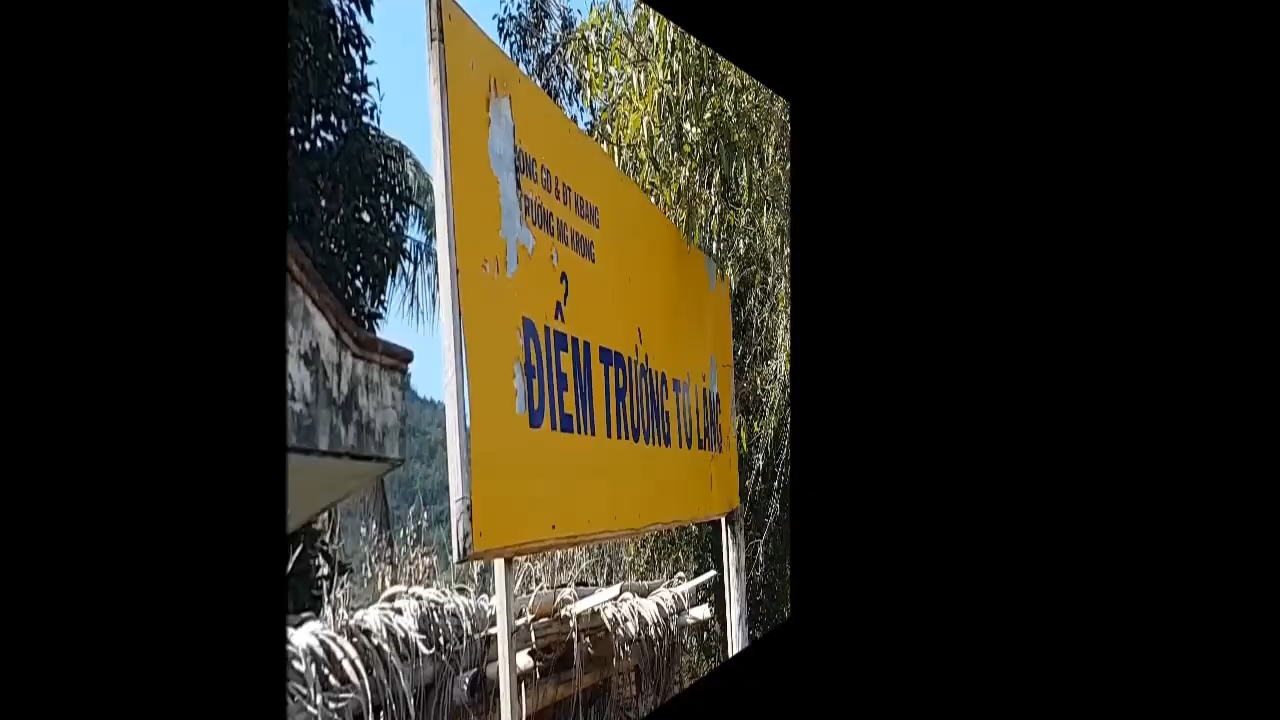 ÒNG GD & ĐT KBANG
TRƯỜNG MG KRONG
ĐIỂM TRƯỜNG TƠ LĂNG